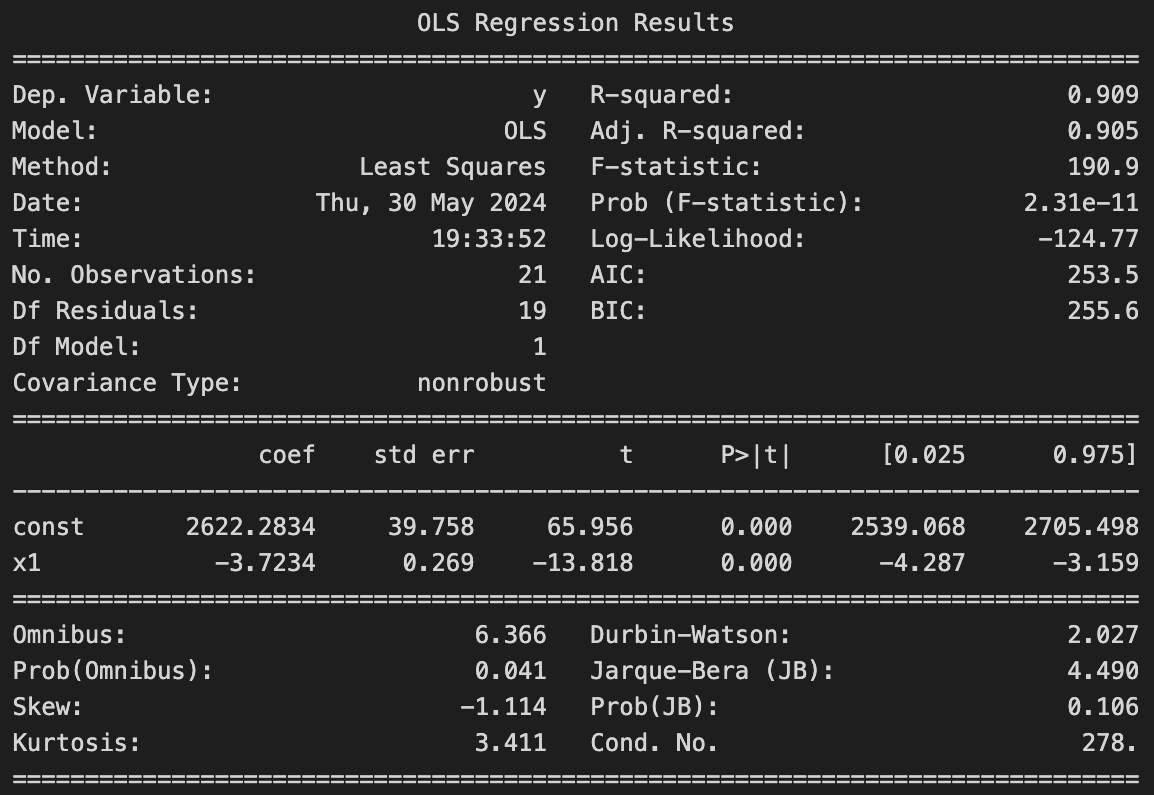 OLS Regression Results
==============================================================================
Dep. Variable:                      y   R-squared:                       0.909
Model:                            OLS   Adj. R-squared:                  0.905
Method:                 Least Squares   F-statistic:                     190.9
Date:                Thu, 30 May 2024   Prob (F-statistic):           2.31e-11
Time:                        19:33:52   Log-Likelihood:                -124.77
No. Observations:                  21   AIC:                             253.5
Df Residuals:                      19   BIC:                             255.6
Df Model:                           1
Covariance Type:            nonrobust
==============================================================================
                 coef    std err          t      P>|t|      [0.025      0.975]
------------------------------------------------------------------------------
const       2622.2834     39.758     65.956      0.000    2539.068    2705.498
x1            -3.7234      0.269    -13.818      0.000      -4.287      -3.159
==============================================================================
Omnibus:                        6.366   Durbin-Watson:                   2.027
Prob(Omnibus):                  0.041   Jarque-Bera (JB):                4.490
Skew:                          -1.114   Prob(JB):                        0.106
Kurtosis:                       3.411   Cond. No.                         278.
==============================================================================